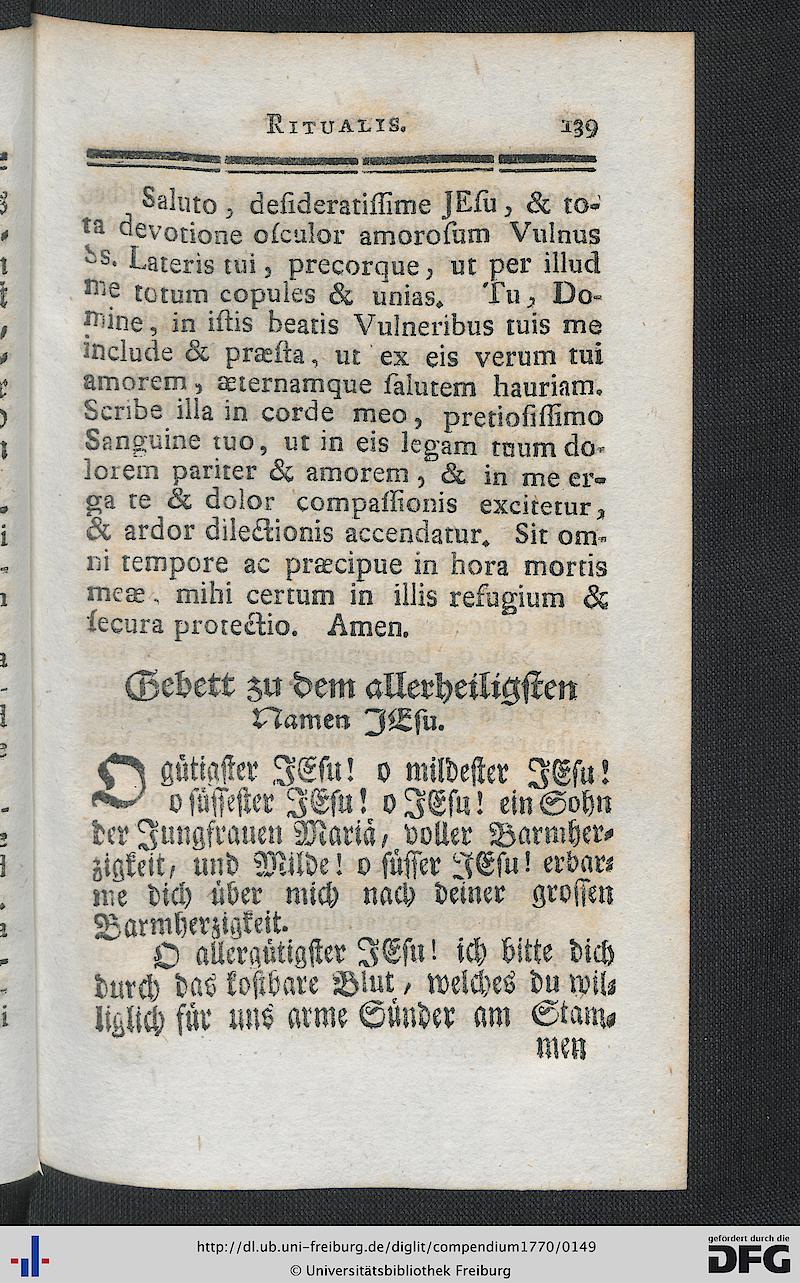 RITUALIS. 139
Saluto, deſideratiſſime JEſu, & to-
ta devotione oſculor amoroſum Vulnus
Ss. Lateris tui, precorque, ut per illud
me totum copules & unias. Tu, Do-
mine, in iſtis beatis Vulneribus tuis me
include & præſta, ut ex eis verum tui
amorem, æternamque ſalutem hauriam.
Scribe illa in corde meo, pretioſiſſimo
Sanguine tuo, ut in eis legam tuum do-
lorem pariter & amorem, & in me er-
ga te & dolor compaſſionis excitetur,
& ardor dilectionis accendatur. Sit om-
ni tempore ac præcipue in hora mortis
meæ, mihi certum in illis refugium &
ſecura protectio. Amen.
Gebett zu dem allerheiligſten
Namen JEſu.
O gütigſter JEſu! o mildeſter JEſu!
o ſüſſeſter JEſu! o JEſu! ein Sohn
der Jungfrauen Mariä, voller Barmher-
zigkeit, und Milde! o ſüſſer JEſu! erbar-
me dich über mich nach deiner groſſen
Barmherzigkeit.
O allergütigſter JEſu! ich bitte dich
durch das koſtbare Blut, welches du wil-
liglich für uns arme Sünder am Stam-
men
http://dl.ub.uni-freiburg.de/diglit/compendium1770/0149
© Universitätsbibliothek Freiburg
gefördert durch die
DFG